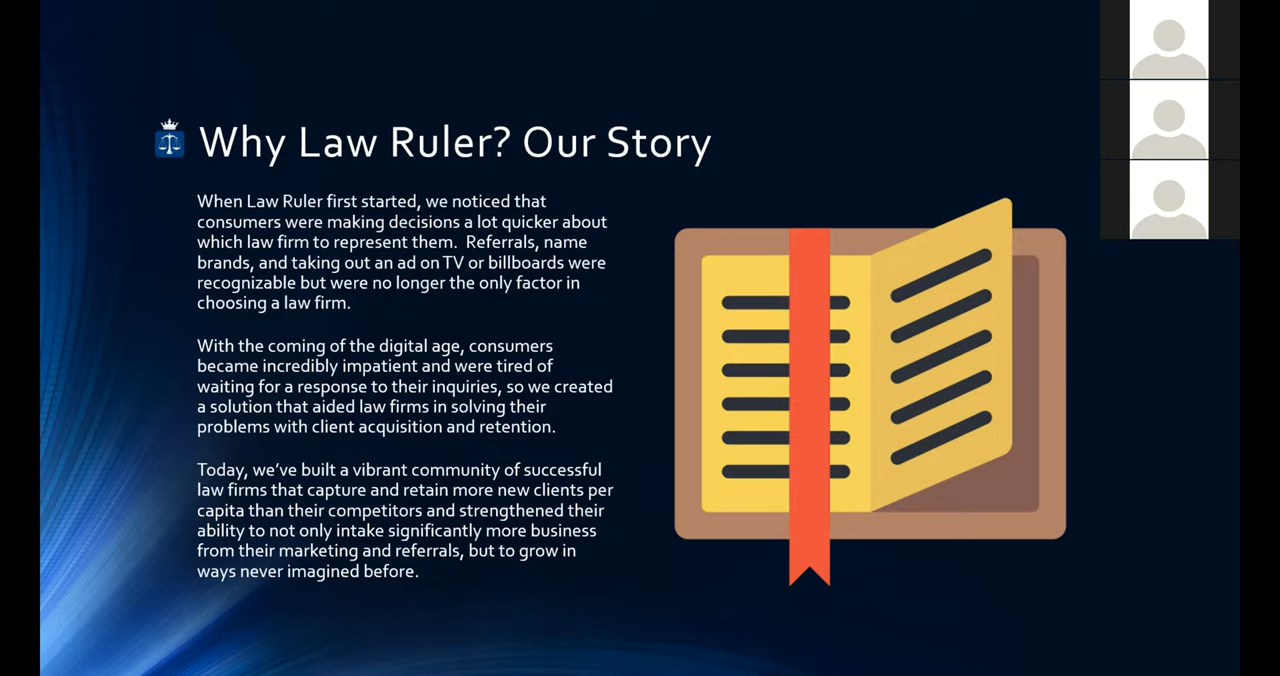 Why Law Ruler? Our Story
When Law Ruler first started, we noticed that
consumers were making decisions a lot quicker about
which law firm to represent them.  Referrals, name
brands, and taking out an ad on TV or billboards were
recognizable but were no longer the only factor in
choosing a law firm.
With the coming of the digital age, consumers
became incredibly impatient and were tired of
waiting for a response to their inquiries, so we created
a solution that aided law firms in solving their
problems with client acquisition and retention.
Today, we’ve built a vibrant community of successful
law firms that capture and retain more new clients per
capita than their competitors and strengthened their
ability to not only intake significantly more business
from their marketing and referrals, but to grow in
ways never imagined before.